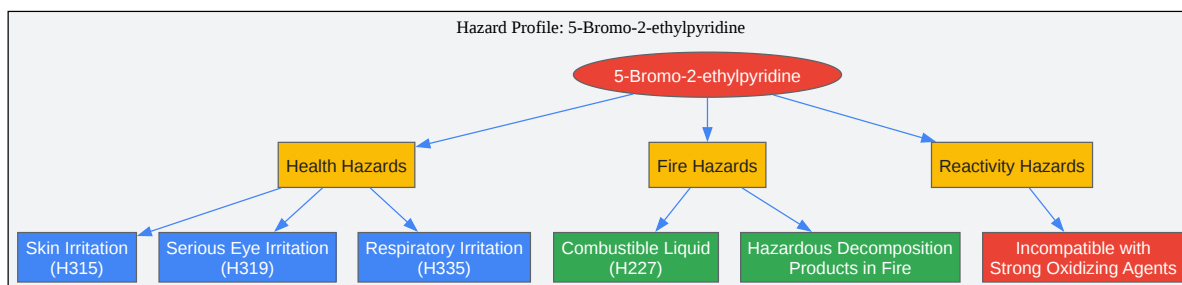 Hazard Profile: 5-Bromo-2-ethylpyridine
5-Bromo-2-ethylpyridine
Health Hazards
Fire Hazards
Reactivity Hazards
Skin Irritation
(H315)
Serious Eye Irritation
(H319)
Respiratory Irritation
(H335)
Combustible Liquid
(H227)
Hazardous Decomposition
Products in Fire
Incompatible with
Strong Oxidizing Agents